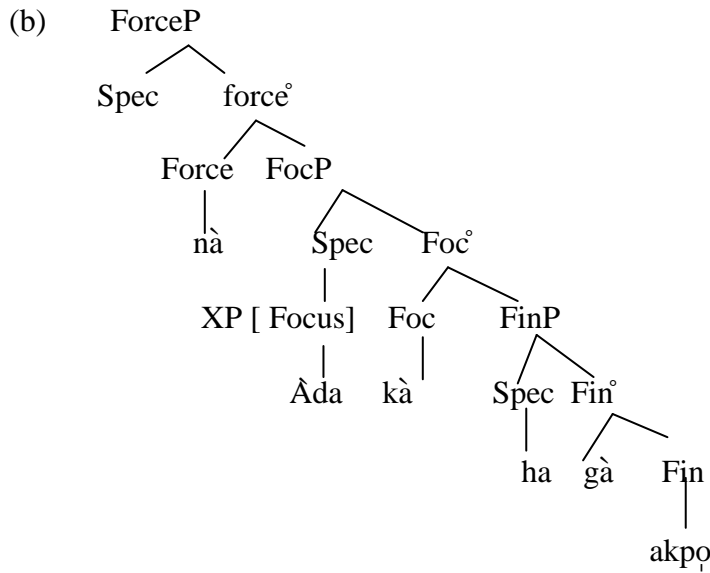 (b) ForceP
Spec force°
Force FocP
nà Spec Foc°
XP [ Focus] Foc FinP
Àda kà Spec Fin°
ha gà Fin
akpọ